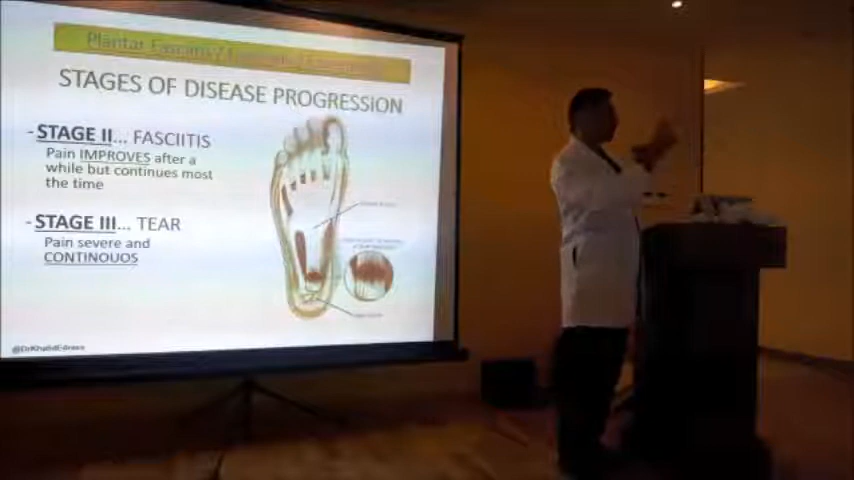 Plantar Fasciitis /
STAGES OF DISEASE PROGRESSION
- STAGE II... FASCIITIS
Pain IMPROVES after a
while but continues most
the time
- STAGE III... TEAR
Pain severe and
CONTINOUOS